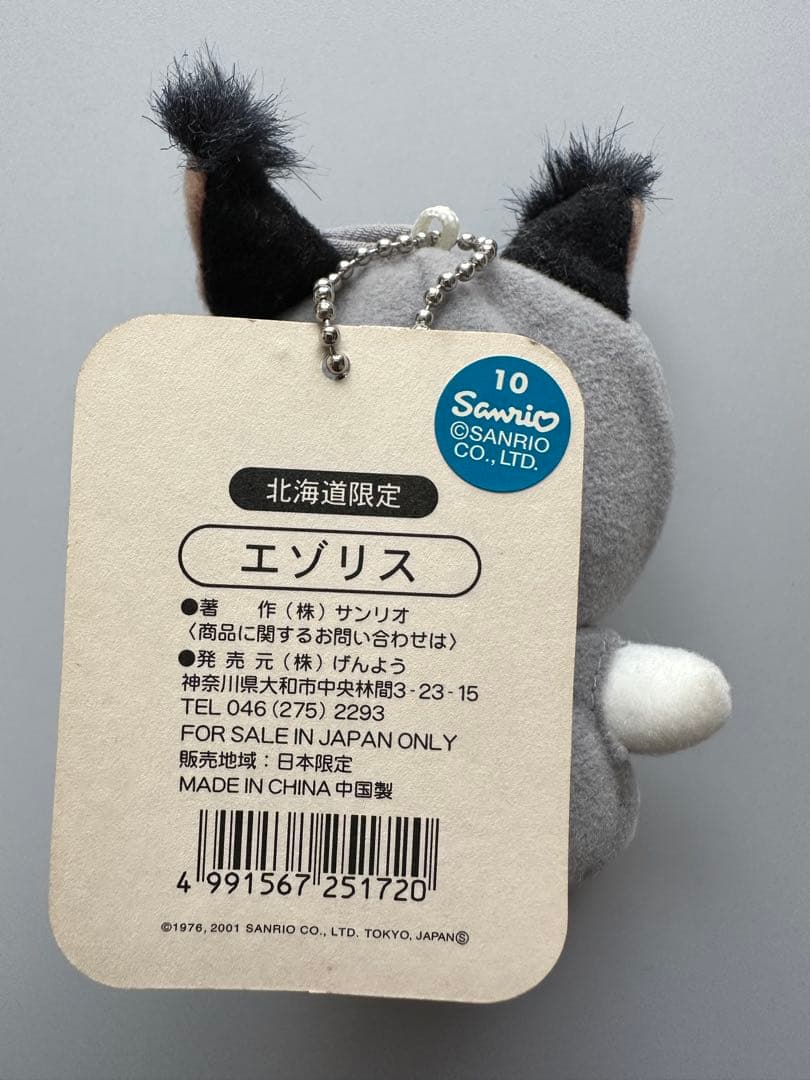 10
Sanrio
©SANRIO
CO., LTD.
北海道限定
エゾリス
●著　作（株）サンリオ
〈商品に関するお問い合わせは〉
●発売元（株）げんよう
神奈川県大和市中央林間3-23-15
TEL 046(275)2293
FOR SALE IN JAPAN ONLY
販売地域：日本限定
MADE IN CHINA 中国製
4 991567 251720
©1976, 2001 SANRIO CO., LTD. TOKYO, JAPAN Ⓢ